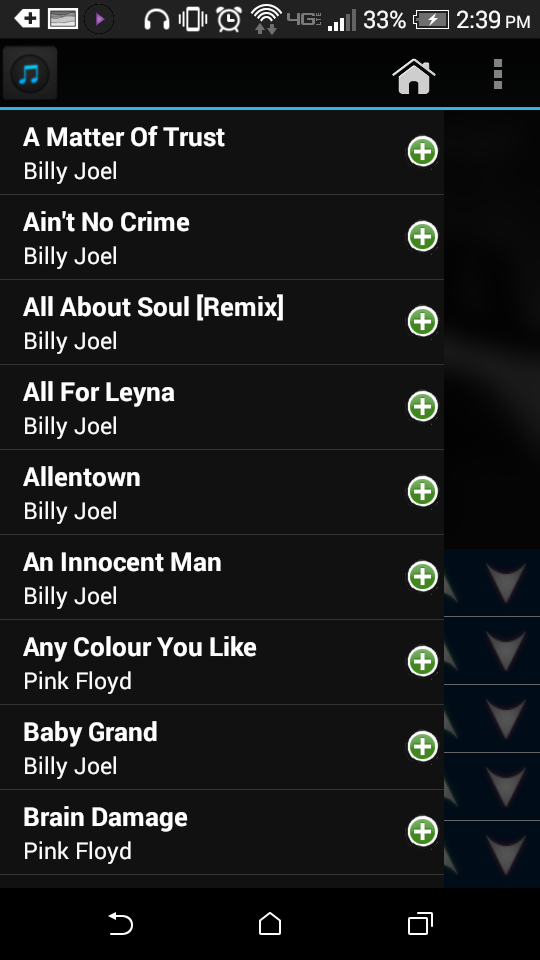 4G LTE 33% 2:39 PM
A Matter Of Trust
Billy Joel
Ain't No Crime
Billy Joel
All About Soul [Remix]
Billy Joel
All For Leyna
Billy Joel
Allentown
Billy Joel
An Innocent Man
Billy Joel
Any Colour You Like
Pink Floyd
Baby Grand
Billy Joel
Brain Damage
Pink Floyd